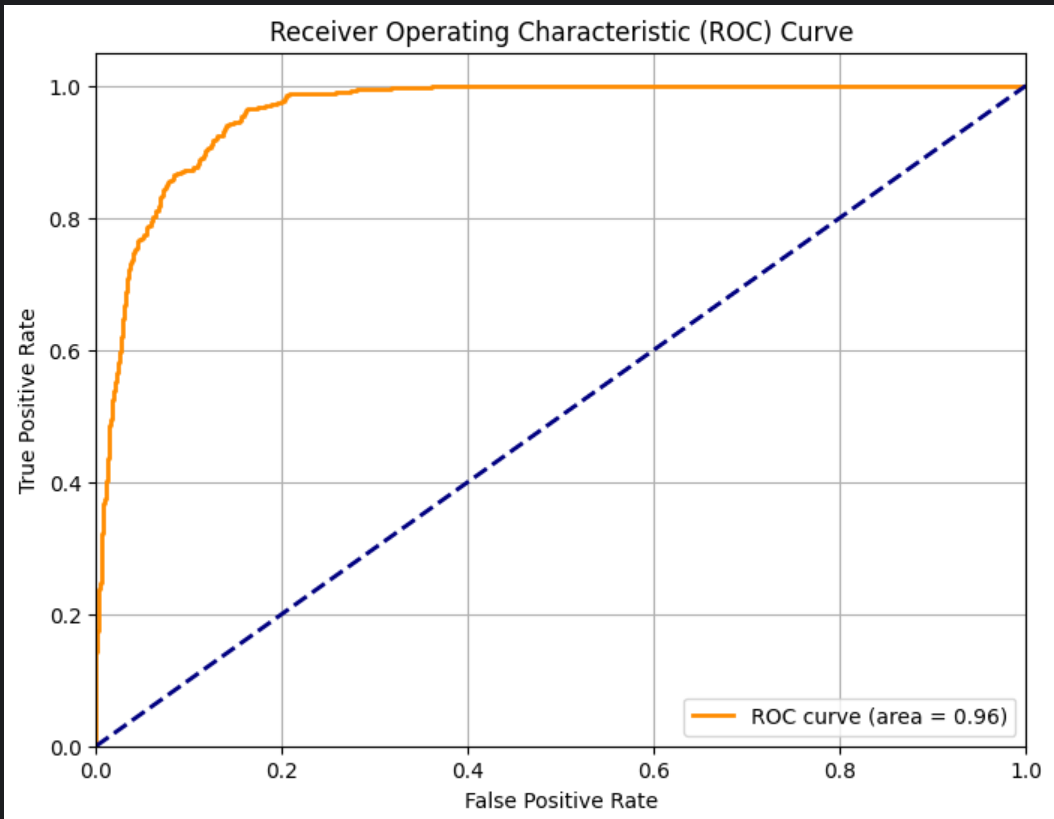 Receiver Operating Characteristic (ROC) Curve
True Positive Rate
1.0
0.8
0.6
0.4
0.2
0.0
ROC curve (area = 0.96)
0.0 0.2 0.4 0.6 0.8 1.0
False Positive Rate